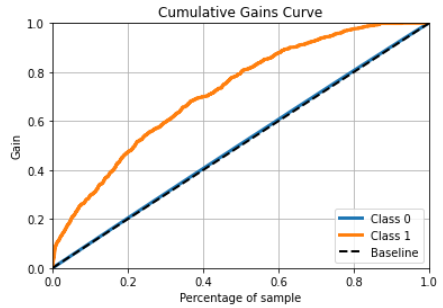 Cumulative Gains Curve
1.0
0.8
0.6
0.4
0.2
0.0
Gain
0.0 0.2 0.4 0.6 0.8 1.0
Percentage of sample
Class 0
Class 1
Baseline